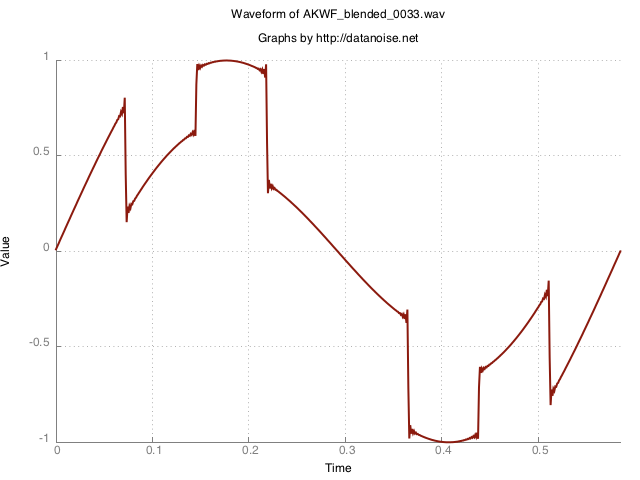 Waveform of AKWF_blended_0033.wav
Graphs by http://datanoise.net
1
0.5
0
-0.5
-1
Value
0 0.1 0.2 0.3 0.4 0.5
Time